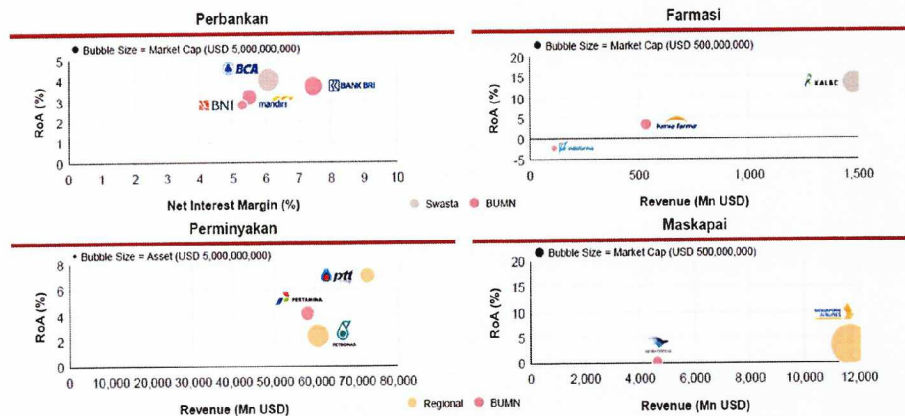 Perbankan
● Bubble Size = Market Cap (USD 5,000,000,000)
RoA (%)
5
4
3
2
1
0
BCA
BANK BRI
BNI
mandiri
0 1 2 3 4 5 6 7 8 9 10
Net Interest Margin (%)
Farmasi
● Bubble Size = Market Cap (USD 500,000,000)
RoA (%)
20
15
10
5
0
-5
KALBE
kimia farma
0 500 1,000 1,500
Revenue (Mn USD)
Swasta BUMN
Perminyakan
• Bubble Size = Asset (USD 5,000,000,000)
RoA (%)
8
6
4
2
0
ptt
PERTAMINA
PETRONAS
0 10,000 20,000 30,000 40,000 50,000 60,000 70,000 80,000
Revenue (Mn USD)
Maskapai
● Bubble Size = Market Cap (USD 500,000,000)
RoA (%)
20
15
10
5
0
SINGAPORE
AIRLINES
0 2,000 4,000 6,000 8,000 10,000 12,000
Revenue (Mn USD)
Regional BUMN